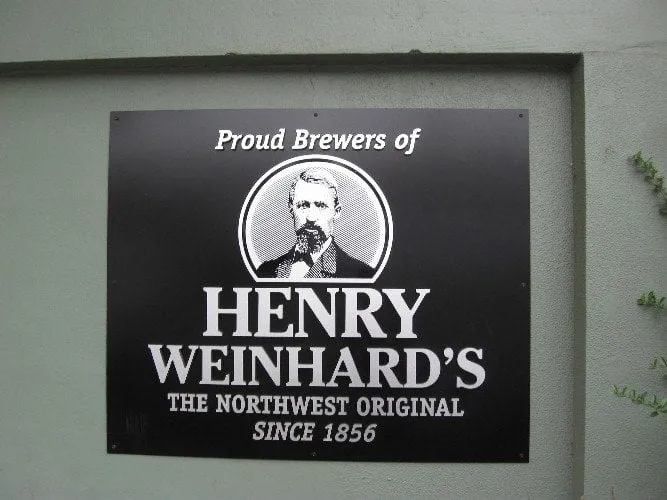 Proud Brewers of
HENRY
WEINHARD'S
THE NORTHWEST ORIGINAL
SINCE 1856